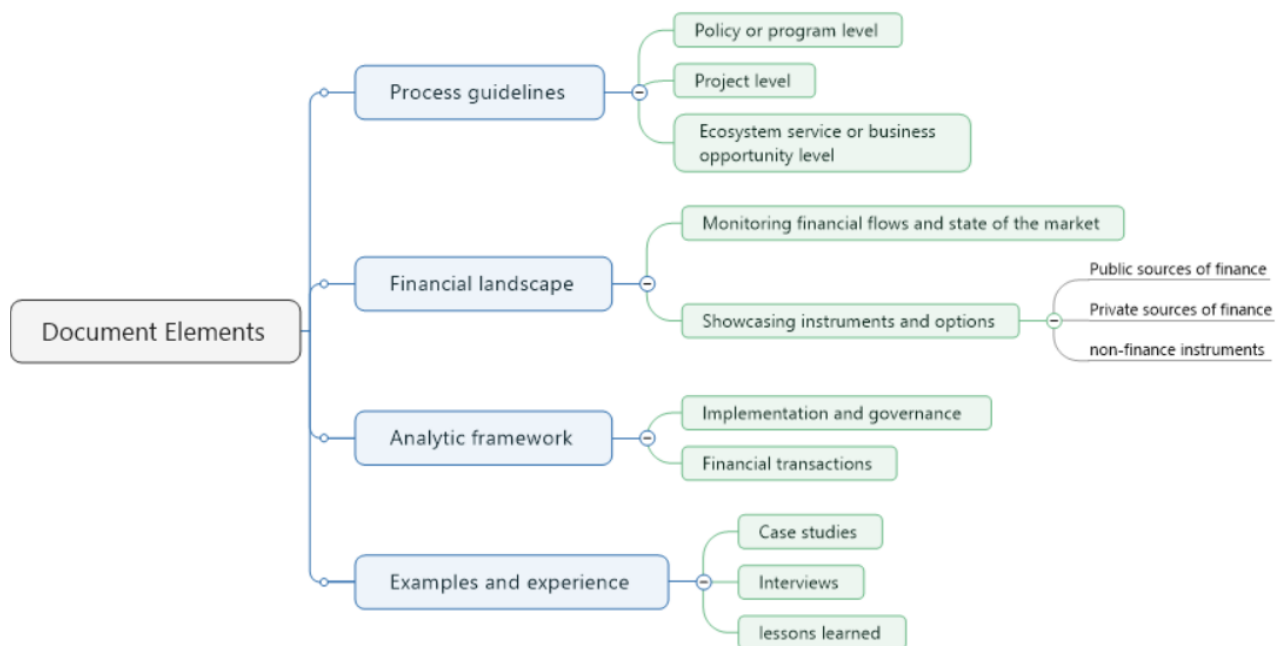 Document Elements
Process guidelines
Policy or program level
Project level
Ecosystem service or business
opportunity level
Financial landscape
Monitoring financial flows and state of the market
Showcasing instruments and options
Public sources of finance
Private sources of finance
non-finance instruments
Analytic framework
Implementation and governance
Financial transactions
Examples and experience
Case studies
Interviews
lessons learned